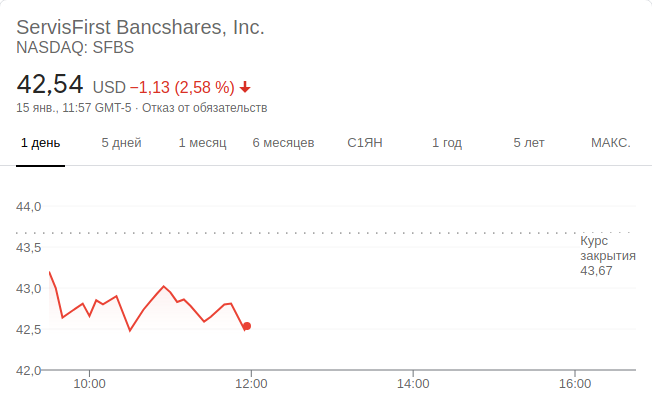 ServisFirst Bancshares, Inc.
NASDAQ: SFBS
42,54 USD −1,13 (2,58 %)
15 янв., 11:57 GMT-5 · Отказ от обязательств
1 день 5 дней 1 месяц 6 месяцев С1ЯН 1 год 5 лет МАКС.
44,0
Курс
43,5
закрытия
43,67
43,0
42,5
42,0
10:00 12:00 14:00 16:00